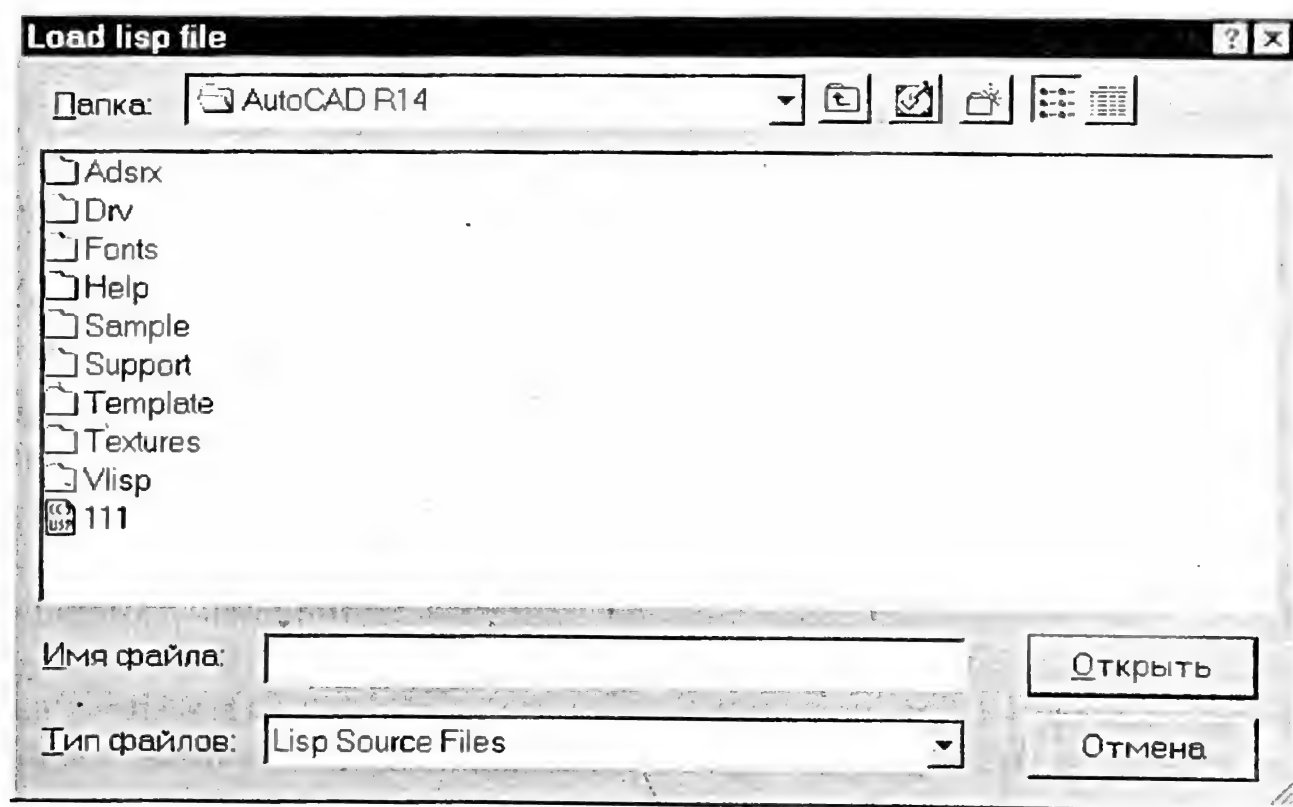 Load lisp file
Папка: AutoCAD R14
Adsrx
Drv
Fonts
Help
Sample
Support
Template
Textures
Vlisp
111
Имя файла:
Открыть
Тип файлов: Lisp Source Files
Отмена